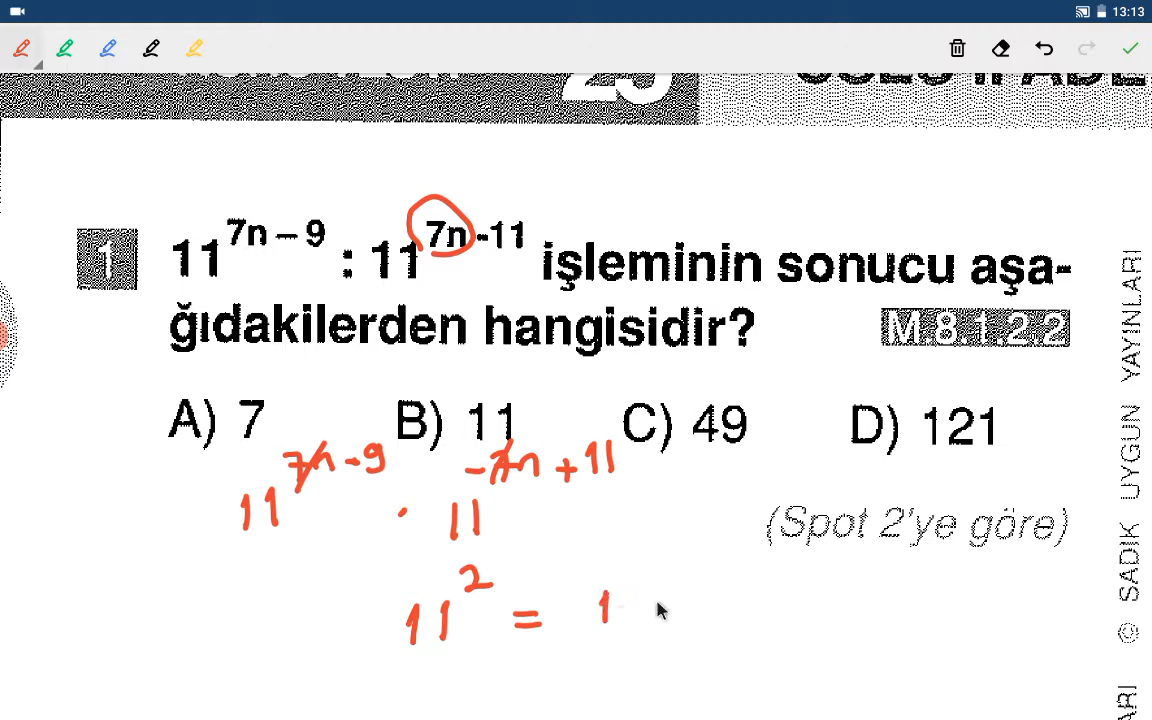 13:13
25
1 11^(7n – 9) : 11^(7n -11) işleminin sonucu aşa-
ğıdakilerden hangisidir?
M.8.1.2.2
A) 7 B) 11 C) 49 D) 121
11^(7n - 9) · 11^(-7n + 11)
(Spot 2'ye göre)
11^2 = 1
© SADIK UYGUN YAYINLARI
ARI